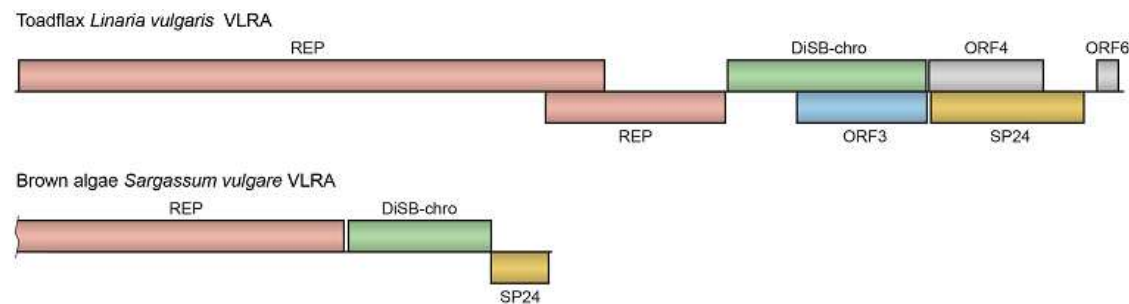 Toadflax Linaria vulgaris VLRA
REP DiSB-chro ORF4 ORF6
REP ORF3 SP24
Brown algae Sargassum vulgare VLRA
REP DiSB-chro
SP24